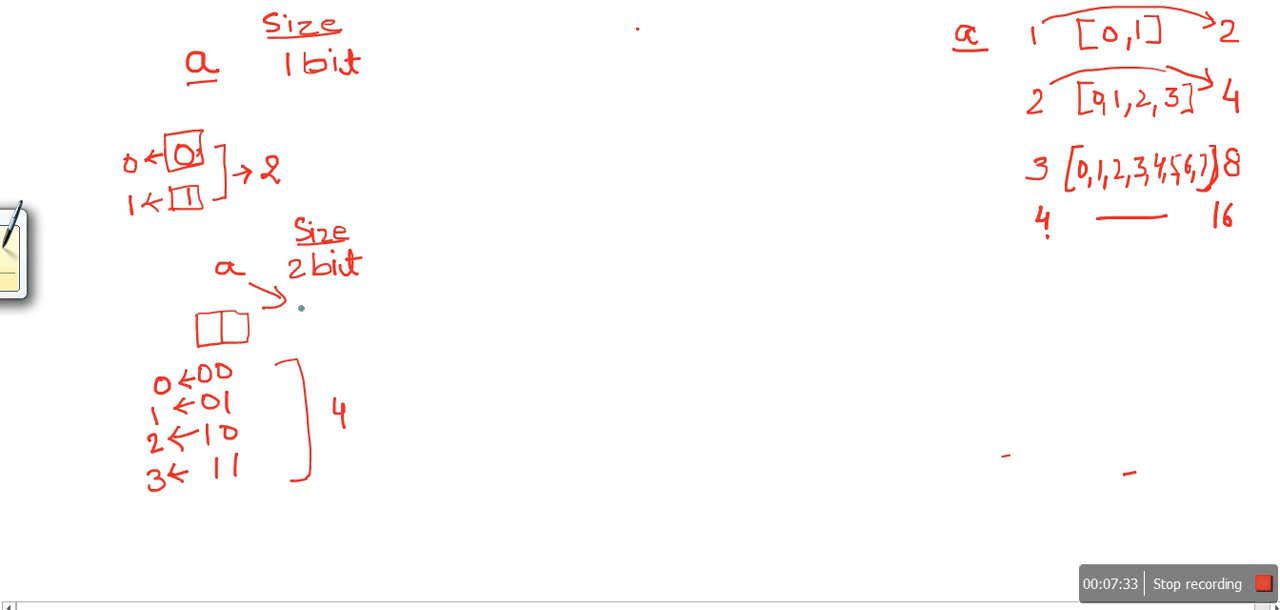 Size
a 1 bit
0 ← 0
1 ← 1
→ 2
Size
a 2 bit
0 ← 00
1 ← 01
2 ← 10
3 ← 11
4
a 1 [0,1] 2
2 [0,1,2,3] 4
3 [0,1,2,3,4,5,6,7] 8
4 — 16
00:07:33 Stop recording